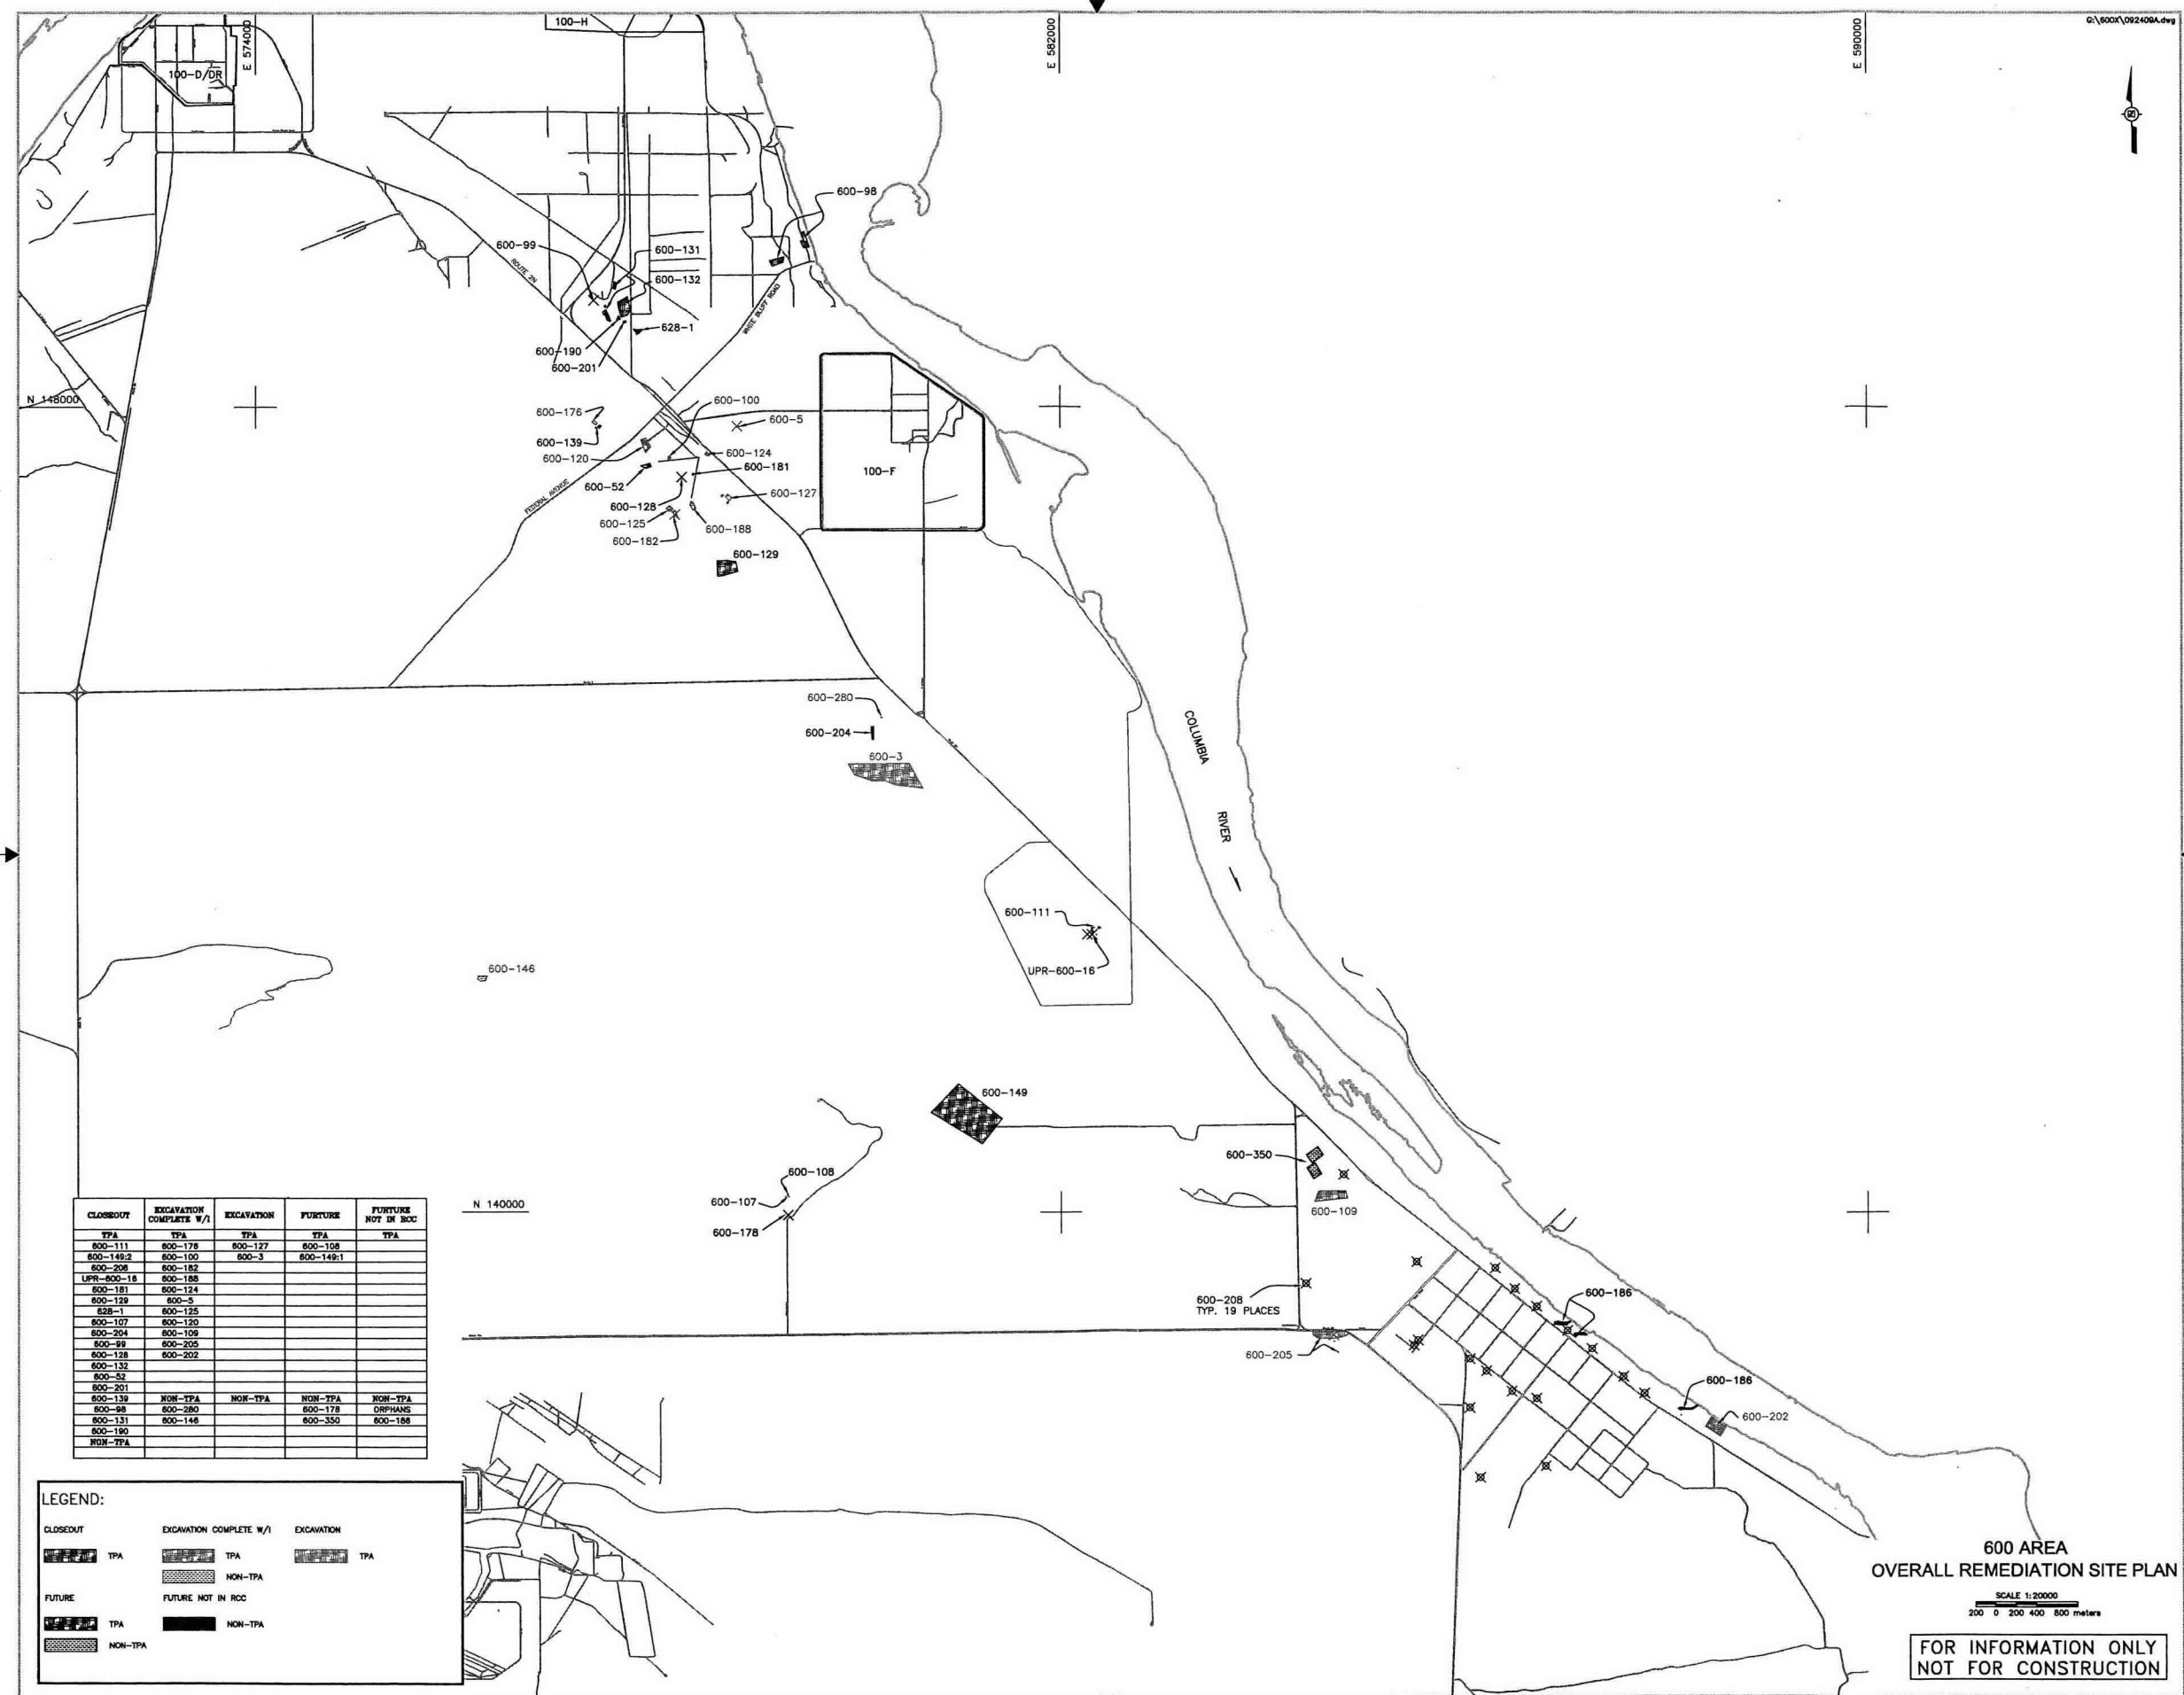 G:\600X\092409A.dwg
100-H
E 574000
E 582000
E 590000
100-D/DR
600-98
600-99
600-131
ROUTE 2N
600-132
WHITE BLUFF ROAD
628-1
600-190
600-201
N 148000
600-176
600-100
600-5
600-139
600-120
600-124
600-181
100-F
600-52
FEDERAL AVENUE
600-127
600-128
600-125
600-188
600-182
600-129
600-280
600-204
600-3
COLUMBIA
RIVER
600-111
UPR-600-16
600-146
600-149
600-350
600-108
600-107
600-178
N 140000
600-109
600-208
TYP. 19 PLACES
600-186
600-205
600-186
600-202
CLOSEOUT EXCAVATION COMPLETE W/I EXCAVATION FURTURE FURTURE NOT IN RCC
TPA TPA TPA TPA TPA
600-111 600-176 600-127 600-108
600-149:2 600-100 600-3 600-149:1
600-208 600-182
UPR-600-16 600-188
600-181 600-124
600-129 600-5
628-1 600-125
600-107 600-120
600-204 600-109
600-99 600-205
600-128 600-202
600-132
600-52
600-201
600-139 NON-TPA NON-TPA NON-TPA NON-TPA
600-98 600-280 600-178 ORPHANS
600-131 600-146 600-350 600-186
600-190
NON-TPA
LEGEND:
CLOSEOUT EXCAVATION COMPLETE W/I EXCAVATION
TPA TPA TPA
NON-TPA
FUTURE FUTURE NOT IN RCC
TPA NON-TPA
NON-TPA
600 AREA
OVERALL REMEDIATION SITE PLAN
SCALE 1:20000
200 0 200 400 800 meters
FOR INFORMATION ONLY
NOT FOR CONSTRUCTION